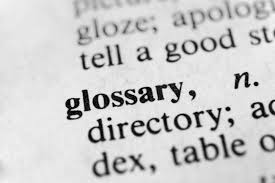 gloze; apolog
tell a good st
glossary, n.
directory; ad
dex, table o